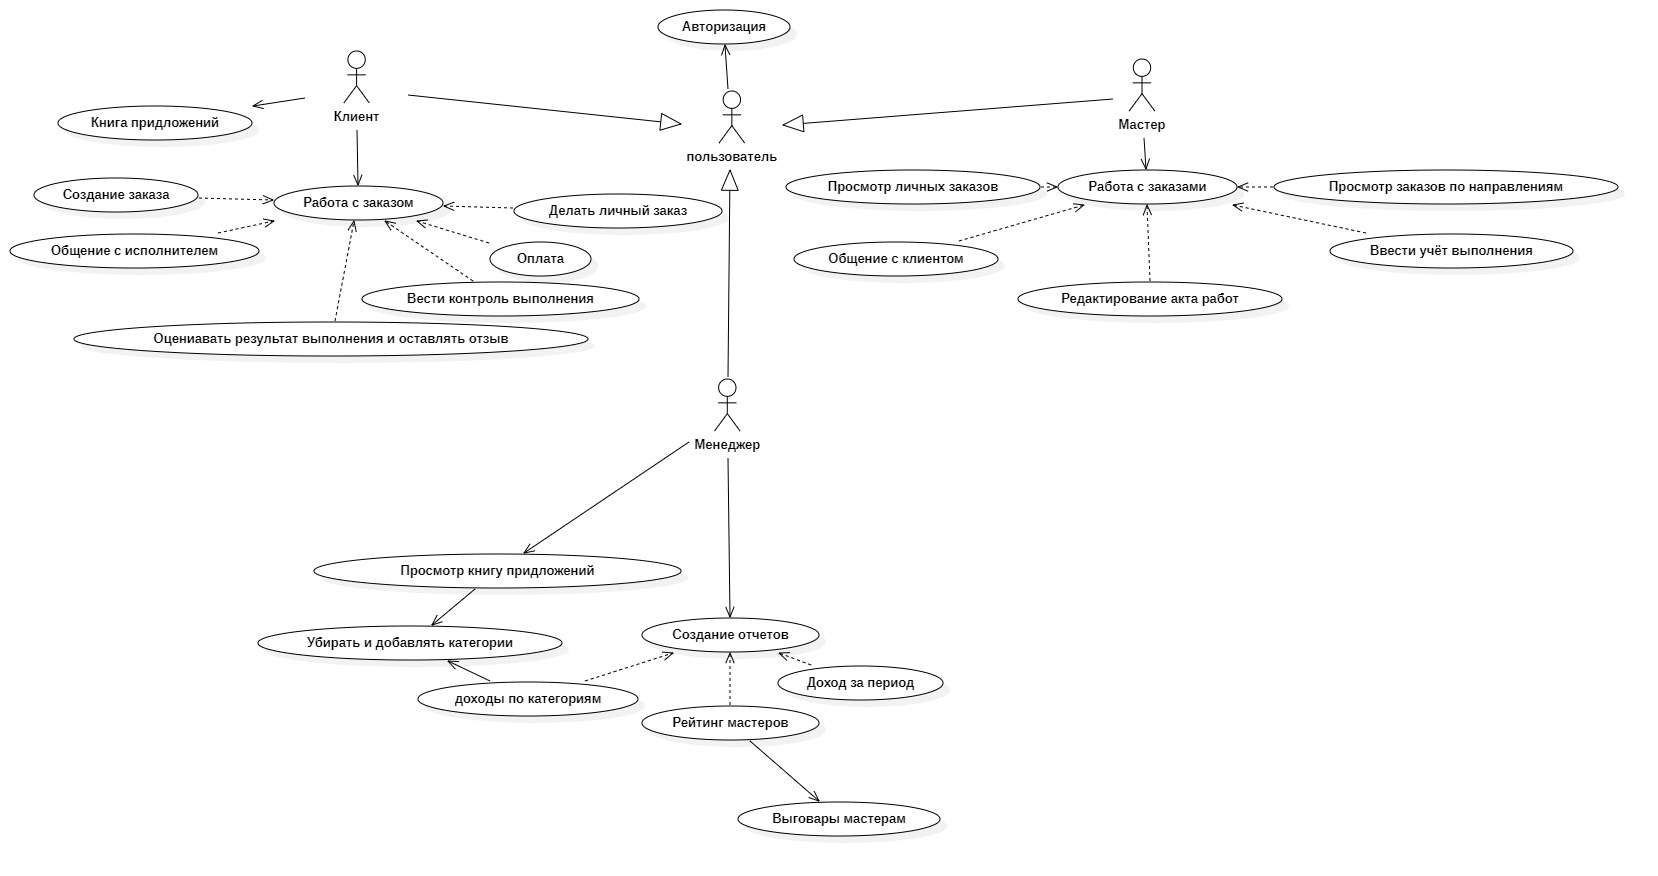 Авторизация
Клиент
Мастер
Книга придложений
пользователь
Создание заказа
Работа с заказом
Делать личный заказ
Общение с исполнителем
Оплата
Вести контроль выполнения
Оцениавать результат выполнения и оставлять отзыв
Просмотр личных заказов
Работа с заказами
Просмотр заказов по направлениям
Общение с клиентом
Ввести учёт выполнения
Редактирование акта работ
Менеджер
Просмотр книгу придложений
Убирать и добавлять категории
Создание отчетов
доходы по категориям
Доход за период
Рейтинг мастеров
Выговары мастерам